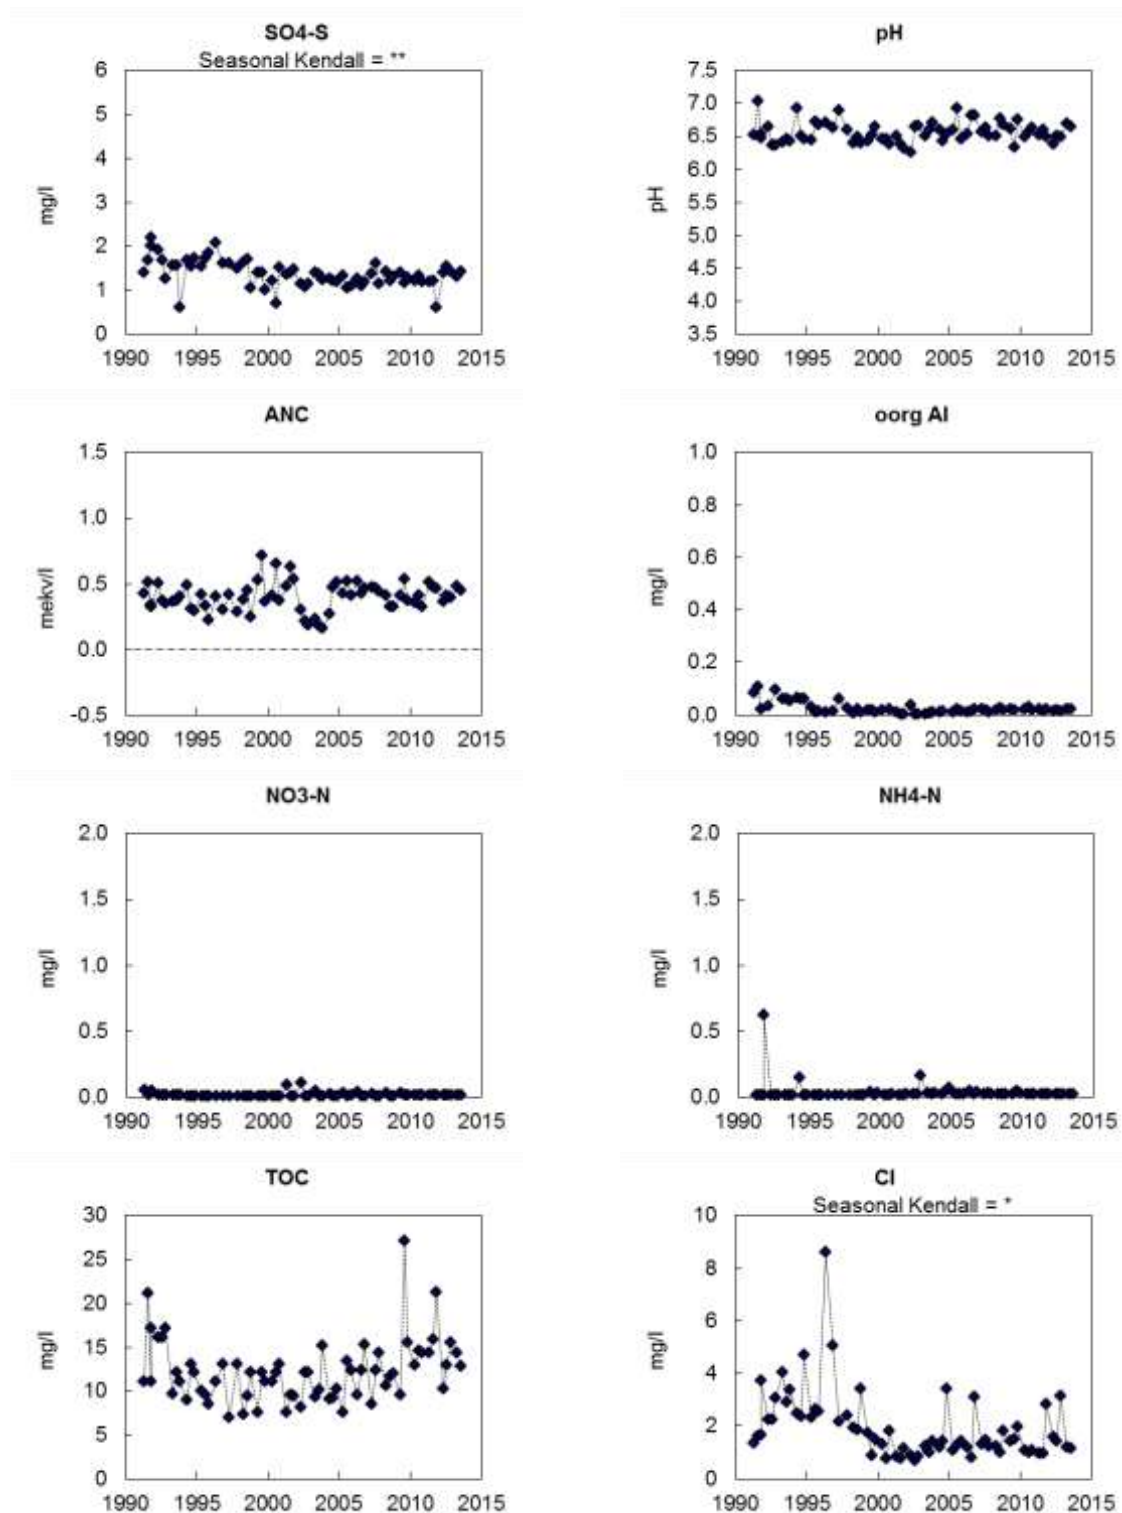 SO4-S
Seasonal Kendall = **
6
5
4
3
2
1
0
mg/l
1990 1995 2000 2005 2010 2015
pH
7.5
7.0
6.5
6.0
5.5
5.0
4.5
4.0
3.5
pH
1990 1995 2000 2005 2010 2015
ANC
1.5
1.0
0.5
0.0
-0.5
mekv/l
1990 1995 2000 2005 2010 2015
oorg Al
1.0
0.8
0.6
0.4
0.2
0.0
mg/l
1990 1995 2000 2005 2010 2015
NO3-N
2.0
1.5
1.0
0.5
0.0
mg/l
1990 1995 2000 2005 2010 2015
NH4-N
2.0
1.5
1.0
0.5
0.0
mg/l
1990 1995 2000 2005 2010 2015
TOC
30
25
20
15
10
5
0
mg/l
1990 1995 2000 2005 2010 2015
Cl
Seasonal Kendall = *
10
8
6
4
2
0
mg/l
1990 1995 2000 2005 2010 2015